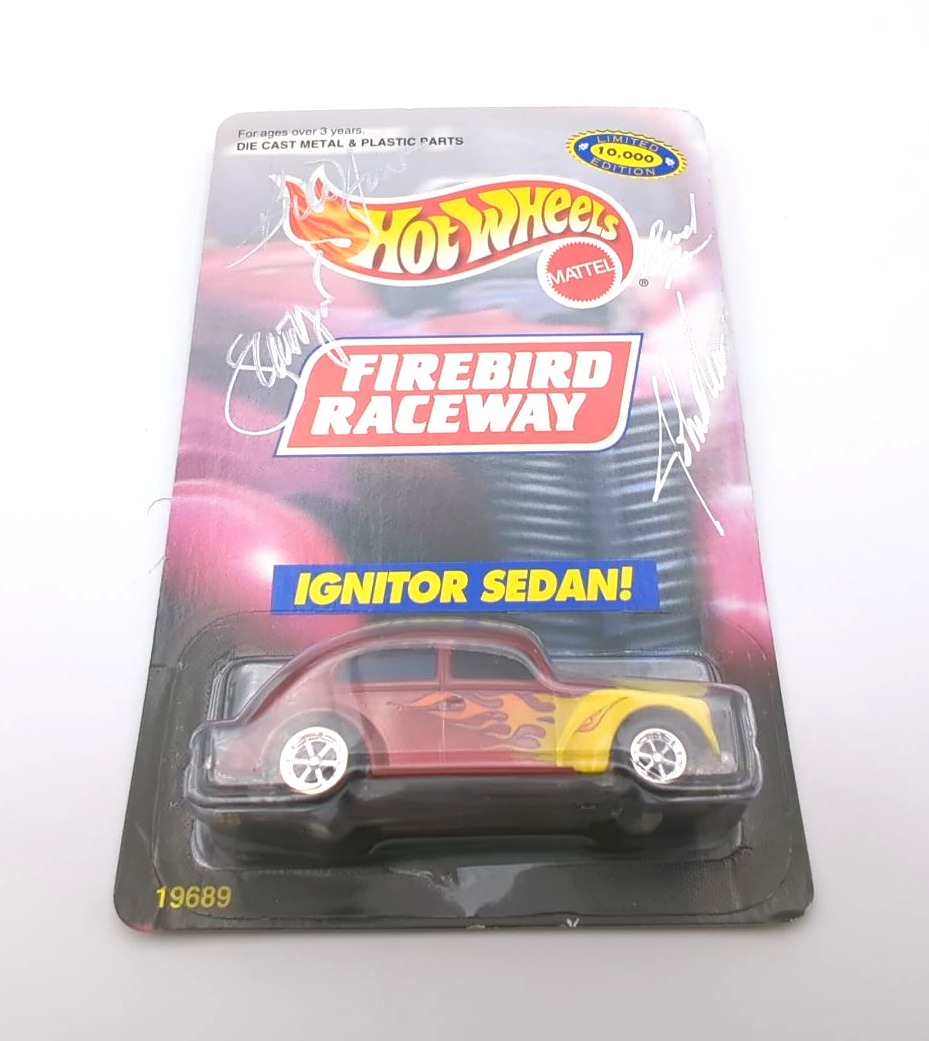 For ages over 3 years.
DIE CAST METAL & PLASTIC PARTS
LIMITED
10,000
EDITION
HOT WHEELS
MATTEL
®
FIREBIRD
RACEWAY
IGNITOR SEDAN!
19689